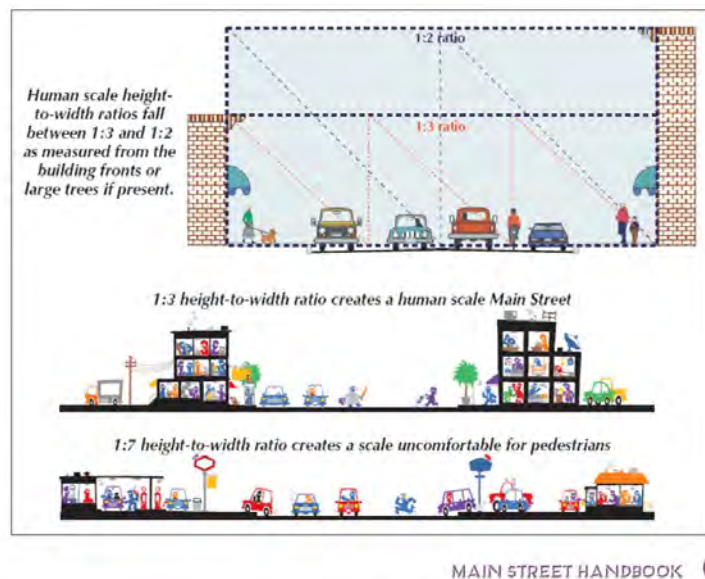 1:2 ratio
Human scale height-
to-width ratios fall
between 1:3 and 1:2
as measured from the
building fronts or
large trees if present.
1:3 ratio
1:3 height-to-width ratio creates a human scale Main Street
1:7 height-to-width ratio creates a scale uncomfortable for pedestrians
MAIN STREET HANDBOOK